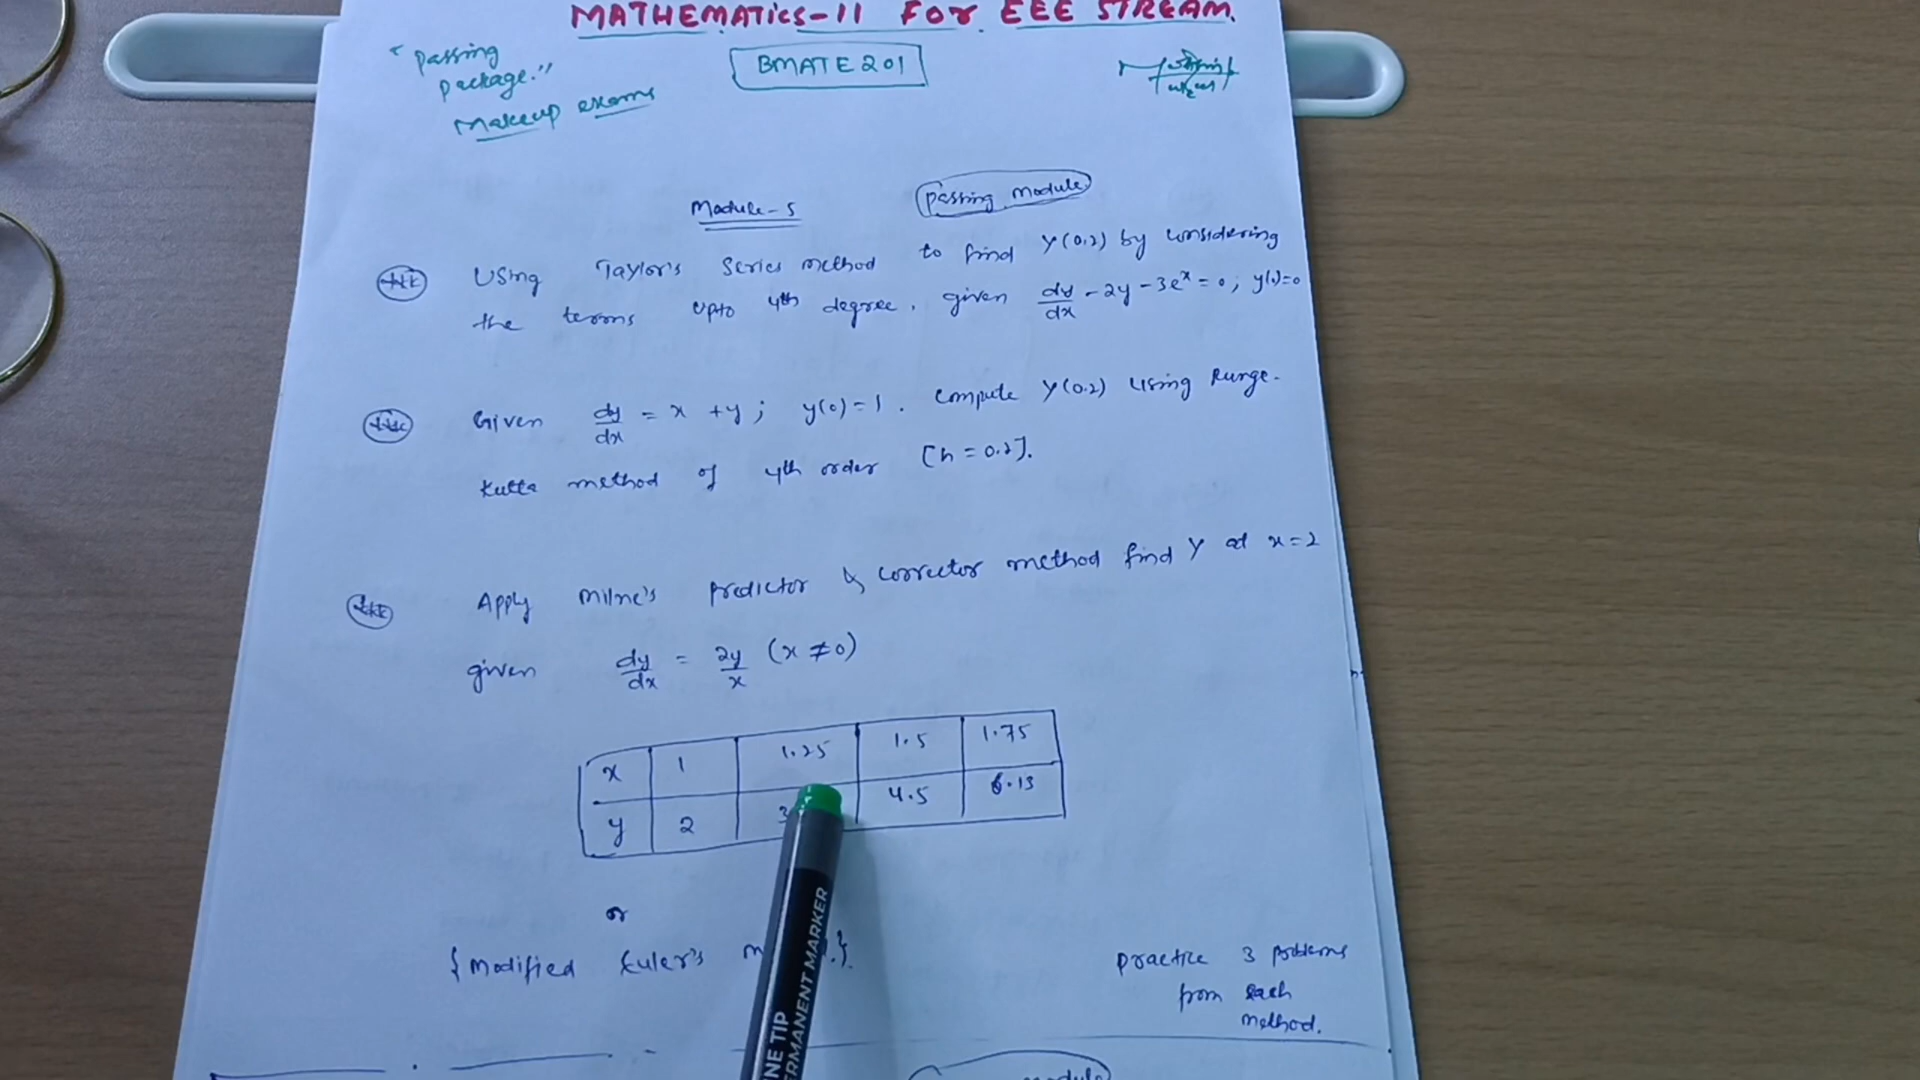 MATHEMATICS-II FOR EEE STREAM.
"Passing
package."
Makeup exams
BMATE201
Module-5
Passing module
Using Taylor's Series method to find y(0.2) by considering
the terms upto 4th degree, given dy/dx - 2y - 3e^x = 0; y(0)=0
Given dy/dx = x + y; y(0)=1. Compute y(0.2) using Runge-
kutta method of 4th order [h = 0.2].
Apply Milne's predictor & corrector method find y at x=2
given dy/dx = 2y/x (x ≠ 0)
x 1 1.25 1.5 1.75
y 2 3 4.5 6.13
or
{Modified Euler's
practice 3 problems
from each
method.
FINE TIP
PERMANENT MARKER